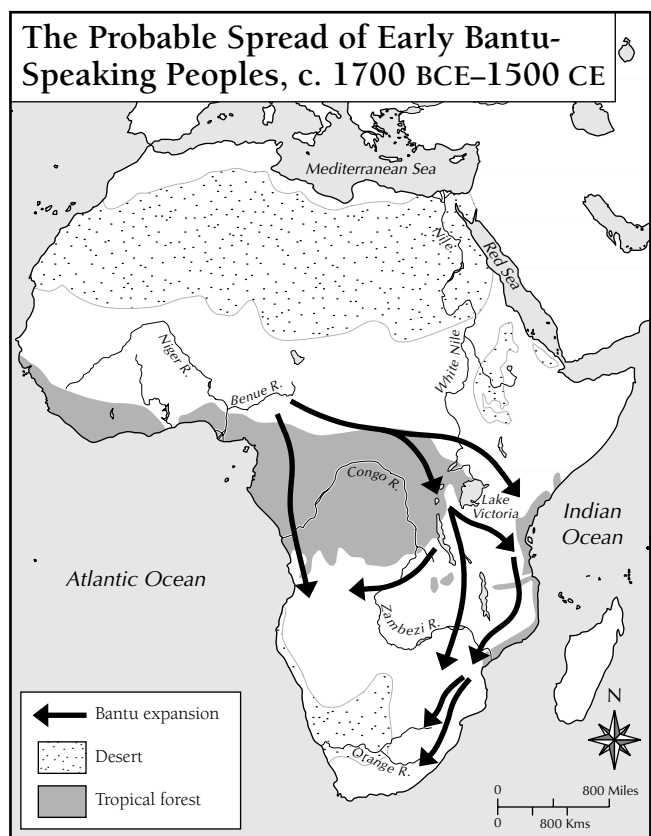 The Probable Spread of Early Bantu-
Speaking Peoples, c. 1700 BCE–1500 CE
Mediterranean Sea
Nile
Red Sea
Niger R.
Benue R.
White Nile
Congo R.
Lake
Victoria
Indian
Ocean
Atlantic Ocean
Zambezi R.
Orange R.
Bantu expansion
Desert
Tropical forest
N
0 800 Miles
0 800 Kms